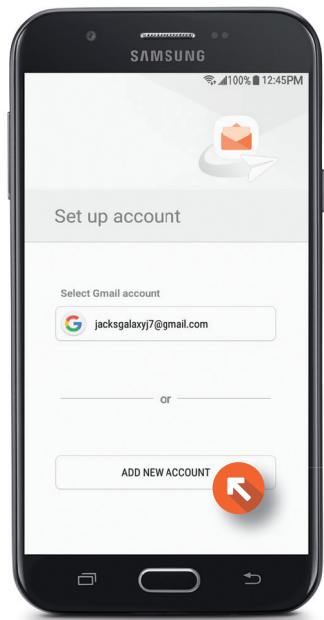 SAMSUNG
100% 12:45PM
Set up account
Select Gmail account
G jacksgalaxyj7@gmail.com
or
ADD NEW ACCOUNT